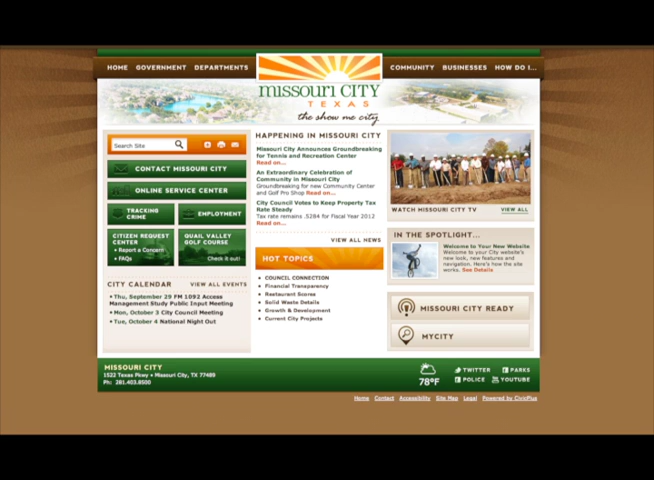 HOME GOVERNMENT DEPARTMENTS
COMMUNITY BUSINESSES HOW DO I...
missouri CITY
TEXAS
the show me city
Search Site
CONTACT MISSOURI CITY
ONLINE SERVICE CENTER
TRACKING
CRIME
EMPLOYMENT
CITIZEN REQUEST
CENTER
• Report a Concern
• FAQs
QUAIL VALLEY
GOLF COURSE
Check it out!
CITY CALENDAR VIEW ALL EVENTS
• Thu, September 29 FM 1092 Access
Management Study Public Input Meeting
• Mon, October 3 City Council Meeting
• Tue, October 4 National Night Out
HAPPENING IN MISSOURI CITY
Missouri City Announces Groundbreaking
for Tennis and Recreation Center
Read on...
An Extraordinary Celebration of
Community in Missouri City
Groundbreaking for new Community Center
and Golf Pro Shop Read on...
City Council Votes to Keep Property Tax
Rate Steady
Tax rate remains .5284 for Fiscal Year 2012
Read on...
VIEW ALL NEWS
HOT TOPICS
• COUNCIL CONNECTION
• Financial Transparency
• Restaurant Scores
• Solid Waste Details
• Growth & Development
• Current City Projects
WATCH MISSOURI CITY TV VIEW ALL
IN THE SPOTLIGHT...
Welcome to Your New Website
Welcome to your City website's
new look, new features and
navigation. Here's how the site
works. See Details
MISSOURI CITY READY
MYCITY
MISSOURI CITY
1522 Texas Pkwy • Missouri City, TX 77489
Ph: 281.403.8500
78°F
TWITTER PARKS
POLICE YOUTUBE
Home Contact Accessibility Site Map Legal Powered by CivicPlus